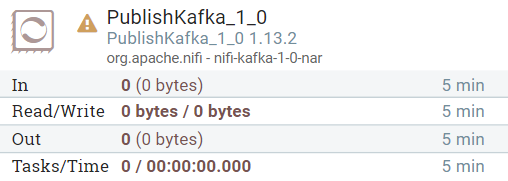 PublishKafka_1_0
PublishKafka_1_0 1.13.2
org.apache.nifi - nifi-kafka-1-0-nar
In 0 (0 bytes) 5 min
Read/Write 0 bytes / 0 bytes 5 min
Out 0 (0 bytes) 5 min
Tasks/Time 0 / 00:00:00.000 5 min